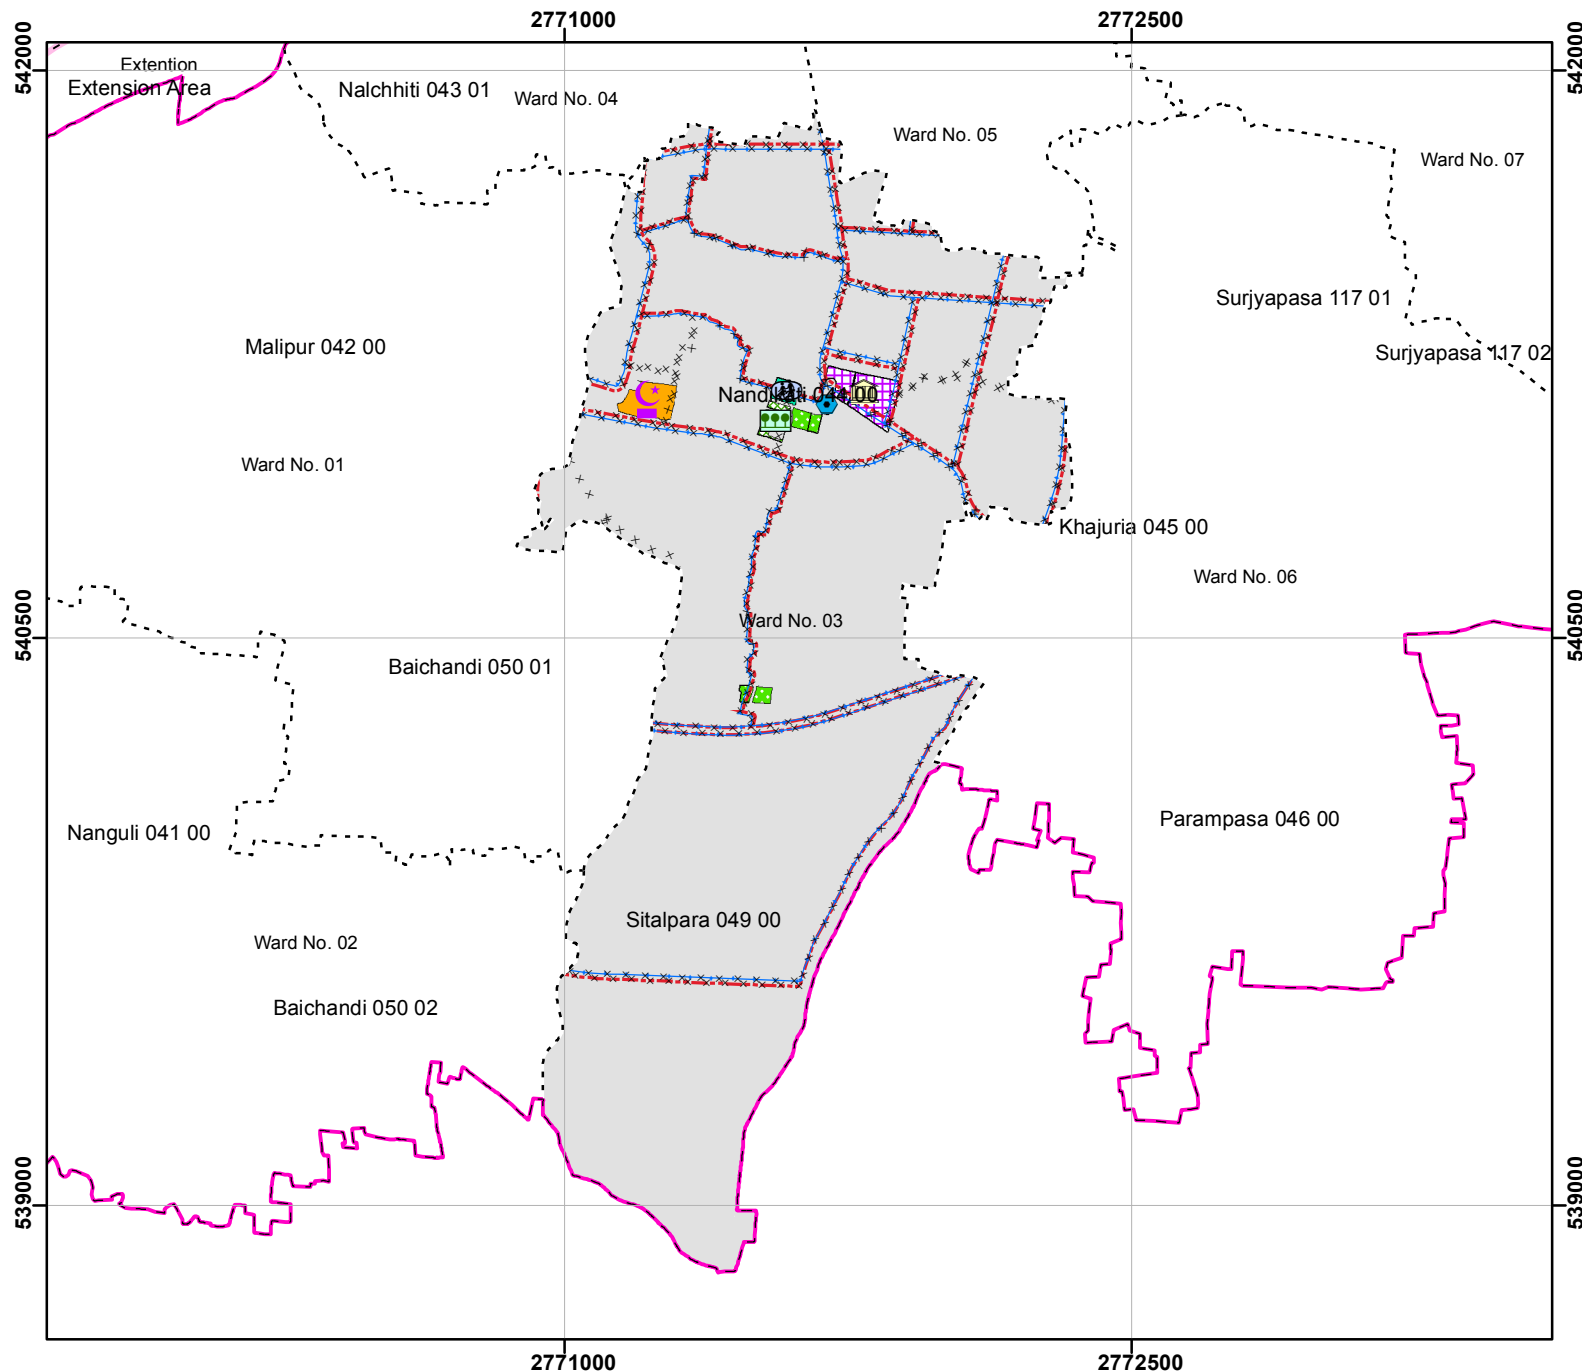 2771000
2772500
542000
542000
Extention
Extension Area
Nalchhiti 043 01
Ward No. 04
Ward No. 05
Ward No. 07
Surjyapasa 117 01
Malipur 042 00
Surjyapasa 117 02
Nandikati 044 00
Ward No. 01
Khajuria 045 00
Ward No. 06
540500
540500
Ward No. 03
Baichandi 050 01
Nanguli 041 00
Parampasa 046 00
Sitalpara 049 00
Ward No. 02
Baichandi 050 02
539000
539000
2771000
2772500